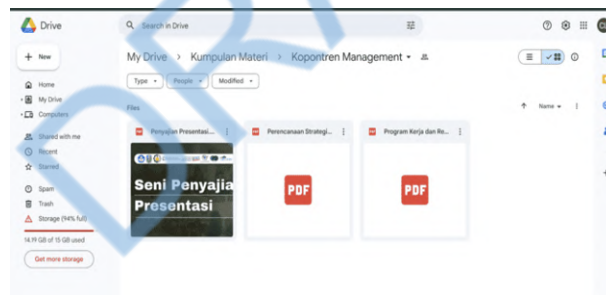 Drive
Search in Drive
New
My Drive > Kumpulan Materi > Kopontren Management
Type
People
Modified
Home
My Drive
Computers
Shared with me
Recent
Starred
Spam
Trash
Storage (94% full)
14.19 GB of 15 GB used
Get more storage
Files
Name
Penyajian Presentasi...
Perencanaan Strategi...
Program Kerja dan Re...
Seni Penyajia
Presentasi
PDF
PDF